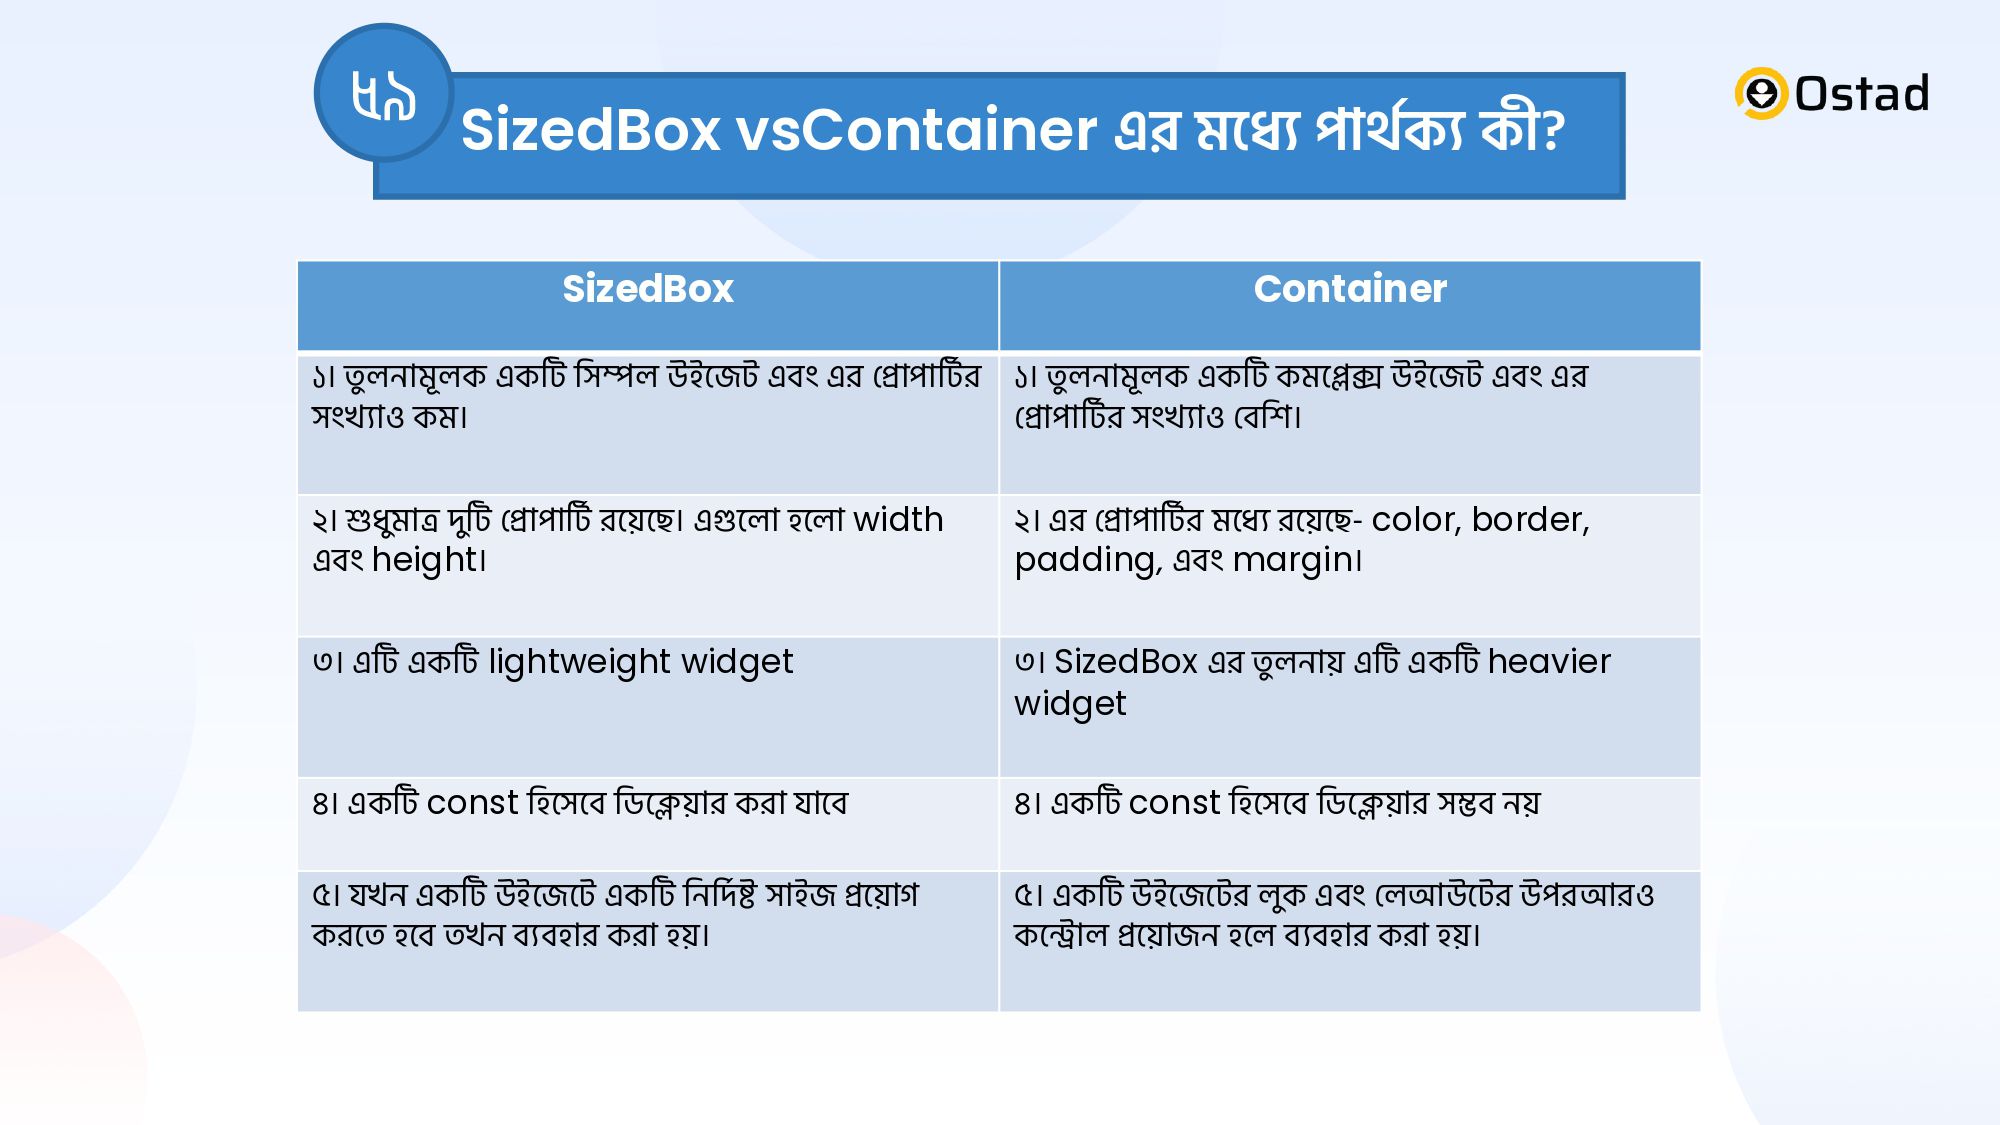 ৫৯
SizedBox vsContainer এর মধ্যে পার্থক্য কী?
Ostad
SizedBox
Container
১। তুলনামূলক একটি সিম্পল উইজেট এবং এর প্রোপার্টির
সংখ্যাও কম।
১। তুলনামূলক একটি কমপ্লেক্স উইজেট এবং এর
প্রোপার্টির সংখ্যাও বেশি।
২। শুধুমাত্র দুটি প্রোপার্টি রয়েছে। এগুলো হলো width
এবং height।
২। এর প্রোপার্টির মধ্যে রয়েছে- color, border,
padding, এবং margin।
৩। এটি একটি lightweight widget
৩। SizedBox এর তুলনায় এটি একটি heavier
widget
৪। একটি const হিসেবে ডিক্লেয়ার করা যাবে
৪। একটি const হিসেবে ডিক্লেয়ার সম্ভব নয়
৫। যখন একটি উইজেটে একটি নির্দিষ্ট সাইজ প্রয়োগ
করতে হবে তখন ব্যবহার করা হয়।
৫। একটি উইজেটের লুক এবং লেআউটের উপরআরও
কন্ট্রোল প্রয়োজন হলে ব্যবহার করা হয়।